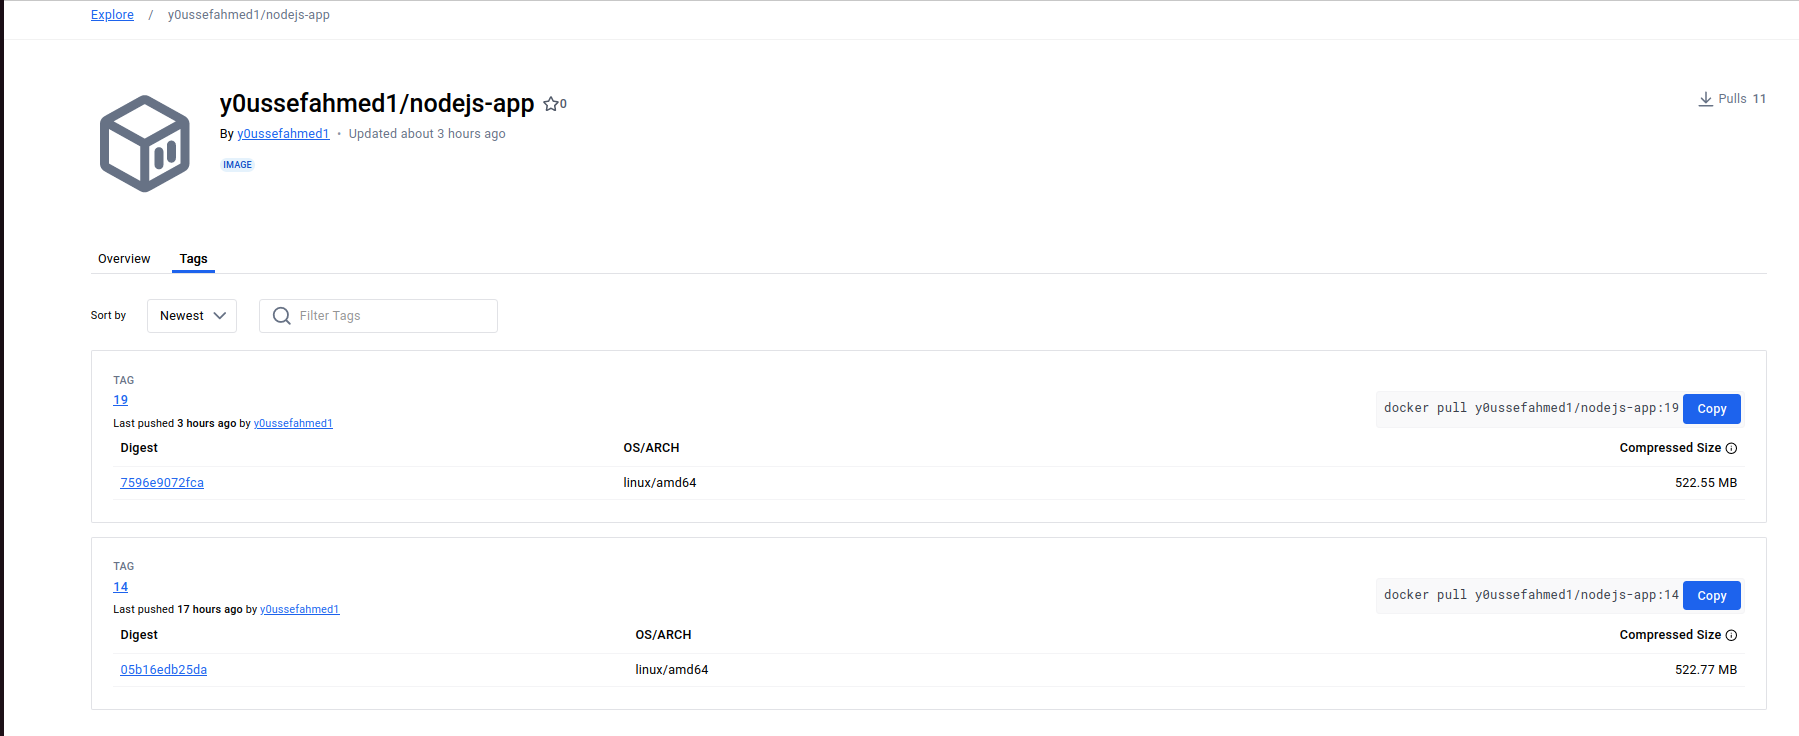 Explore / y0ussefahmed1/nodejs-app
y0ussefahmed1/nodejs-app 0
Pulls 11
By y0ussefahmed1 · Updated about 3 hours ago
IMAGE
Overview Tags
Sort by Newest Filter Tags
TAG
19
docker pull y0ussefahmed1/nodejs-app:19 Copy
Last pushed 3 hours ago by y0ussefahmed1
Digest OS/ARCH Compressed Size
7596e9072fca linux/amd64 522.55 MB
TAG
14
docker pull y0ussefahmed1/nodejs-app:14 Copy
Last pushed 17 hours ago by y0ussefahmed1
Digest OS/ARCH Compressed Size
05b16edb25da linux/amd64 522.77 MB